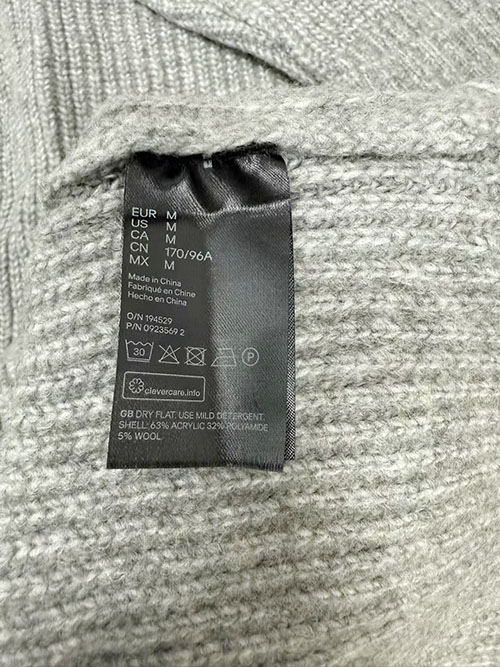 EUR M
US M
CA M
CN 170/96A
MX M
Made in China
Fabriqué en Chine
Hecho en China
O/N 194529
P/N 0923569 2
30 P
clevercare.info
GB DRY FLAT. USE MILD DETERGENT.
SHELL: 63% ACRYLIC 32% POLYAMIDE
5% WOOL